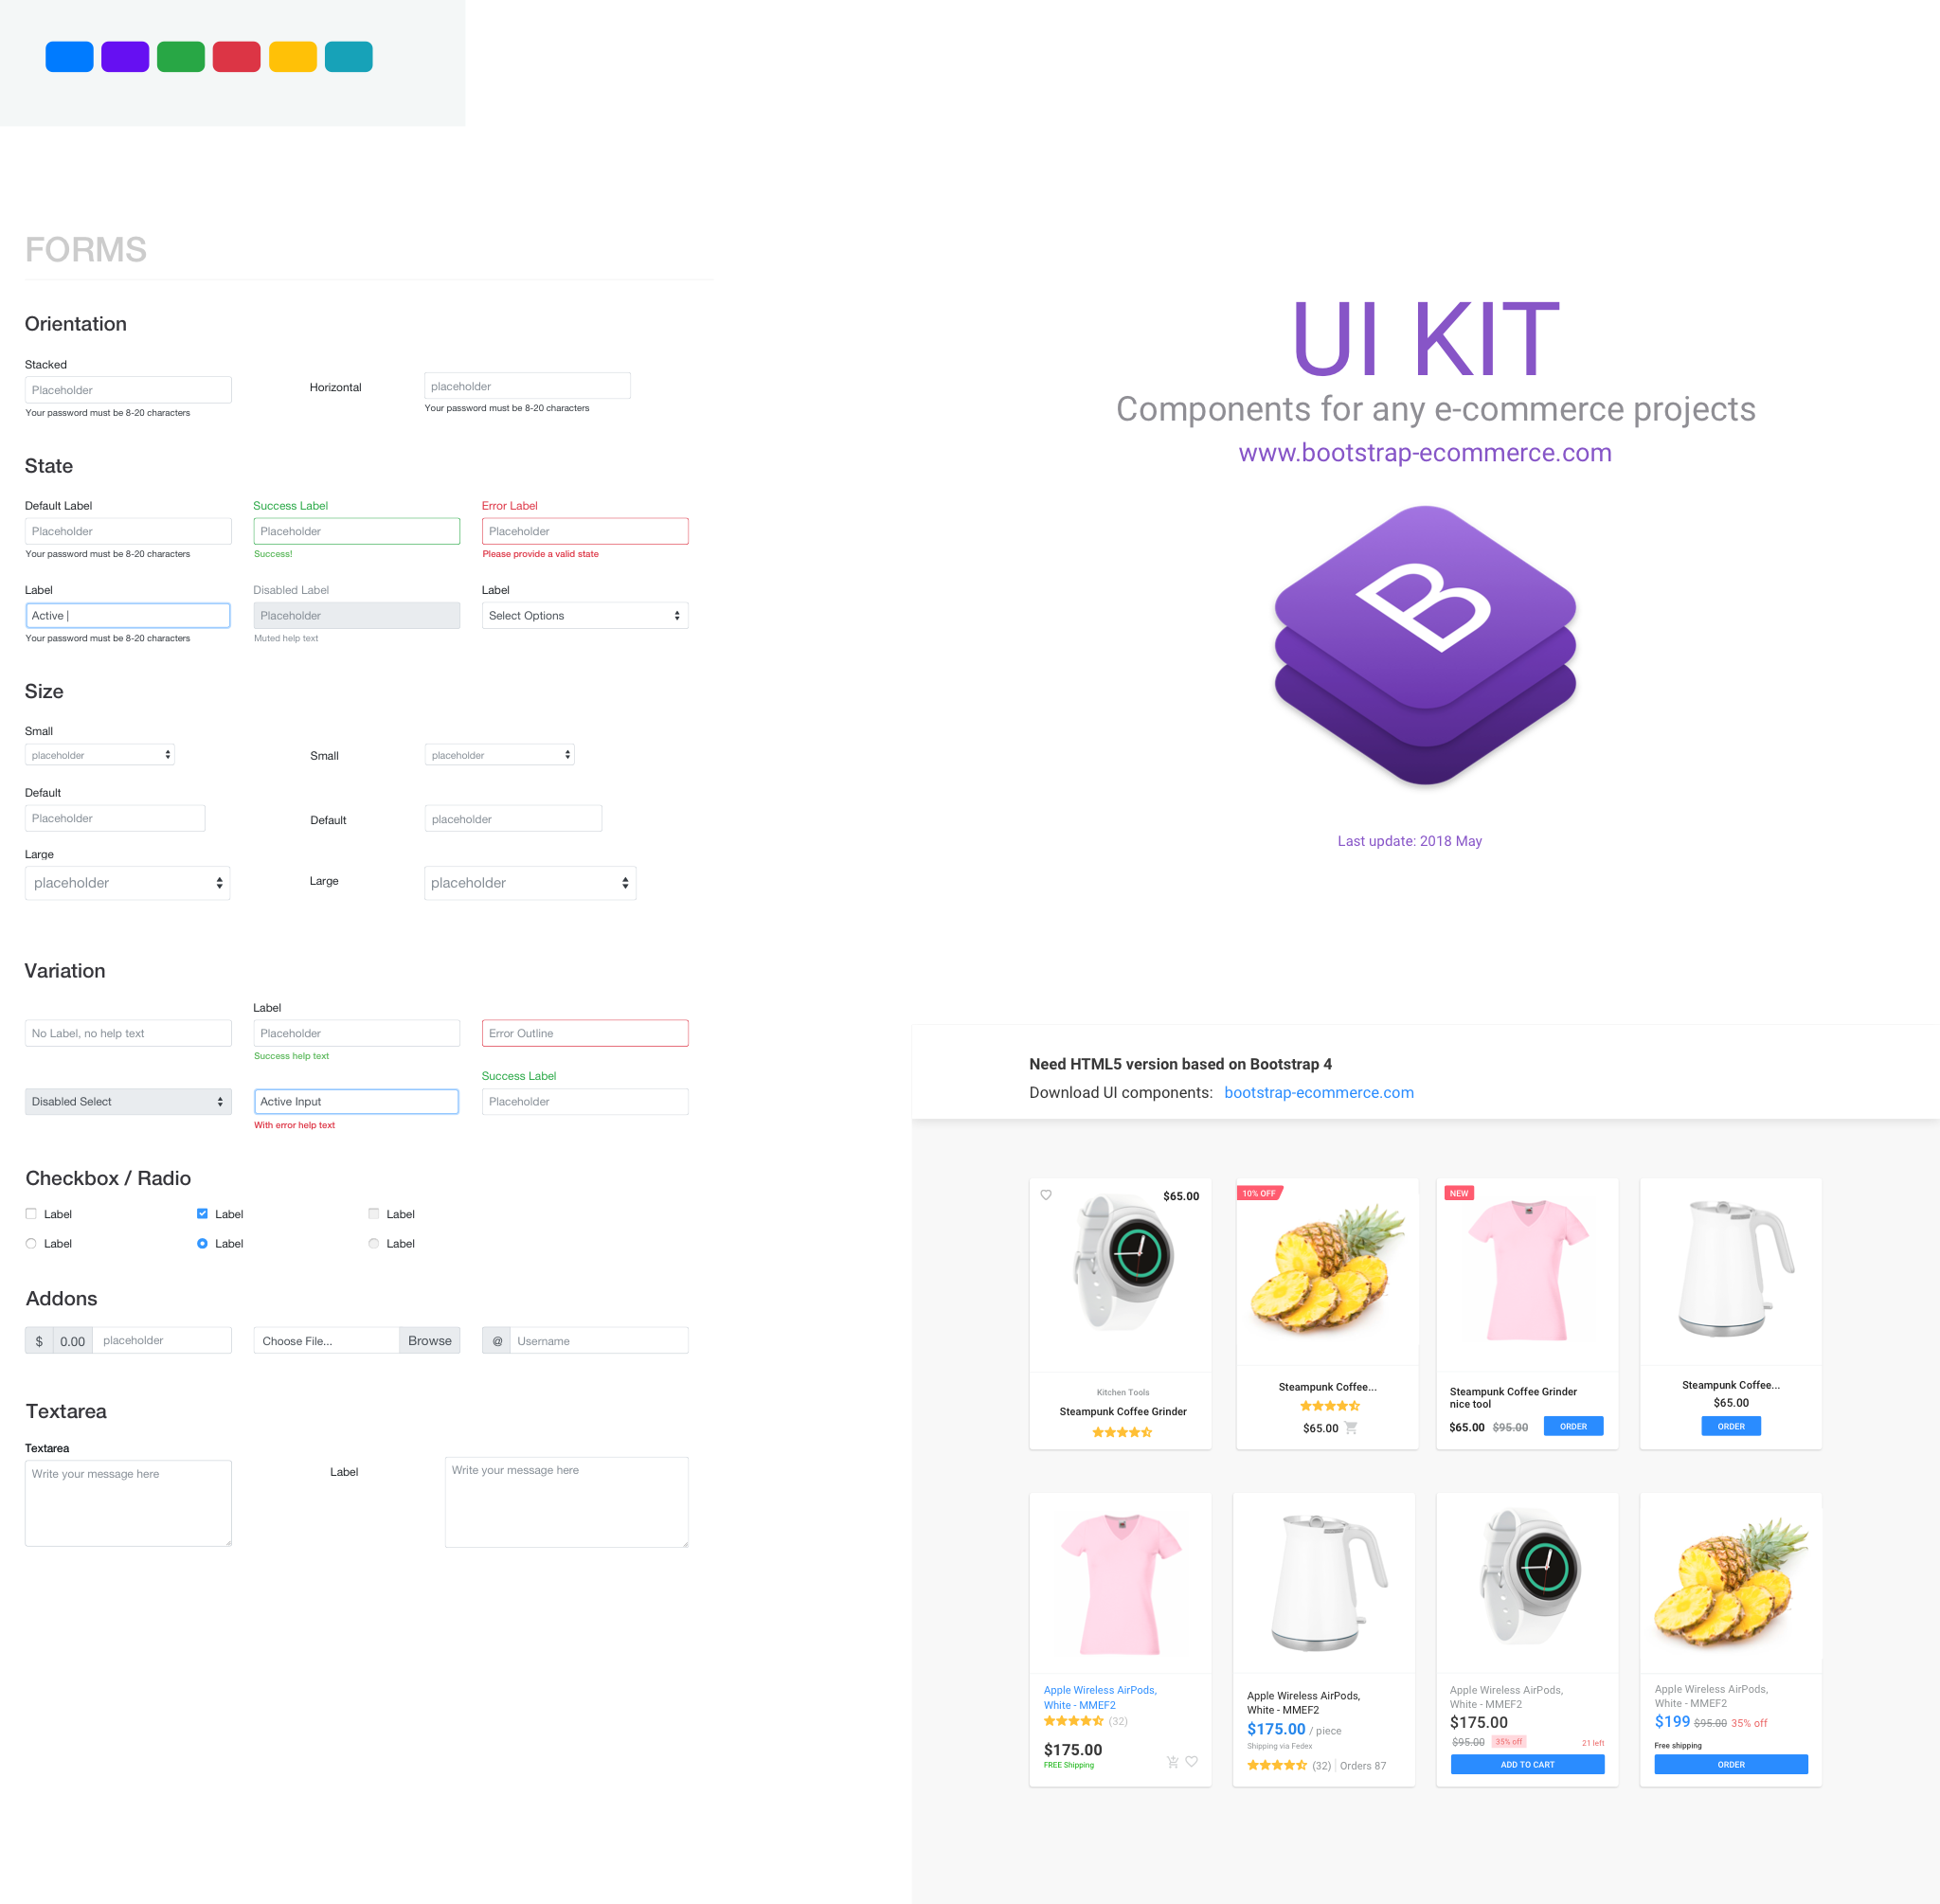 FORMS
Orientation
Stacked
Placeholder
Your password must be 8-20 characters
Horizontal
placeholder
Your password must be 8-20 characters
State
Default Label
Placeholder
Your password must be 8-20 characters
Success Label
Placeholder
Success!
Error Label
Placeholder
Please provide a valid state
Label
Active |
Your password must be 8-20 characters
Disabled Label
Placeholder
Muted help text
Label
Select Options
Size
Small
placeholder
Small
placeholder
Default
Placeholder
Default
placeholder
Large
placeholder
Large
placeholder
Variation
No Label, no help text
Label
Placeholder
Success help text
Error Outline
Disabled Select
Active Input
With error help text
Success Label
Placeholder
Checkbox / Radio
Label
Label
Label
Label
Label
Label
Addons
$ 0.00 placeholder
Choose File... Browse
@ Username
Textarea
Textarea
Write your message here
Label
Write your message here
UI KIT
Components for any e-commerce projects
www.bootstrap-ecommerce.com
B
Last update: 2018 May
Need HTML5 version based on Bootstrap 4
Download UI components: bootstrap-ecommerce.com
$65.00
Kitchen Tools
Steampunk Coffee Grinder
10% OFF
Steampunk Coffee...
$65.00
NEW
Steampunk Coffee Grinder
nice tool
$65.00 $95.00 ORDER
Steampunk Coffee...
$65.00
ORDER
Apple Wireless AirPods,
White - MMEF2
(32)
$175.00
FREE Shipping
Apple Wireless AirPods,
White - MMEF2
$175.00 / piece
Shipping via Fedex
(32) Orders 87
Apple Wireless AirPods,
White - MMEF2
$175.00
$95.00 35% off 21 left
ADD TO CART
Apple Wireless AirPods,
White - MMEF2
$199 $95.00 35% off
Free shipping
ORDER